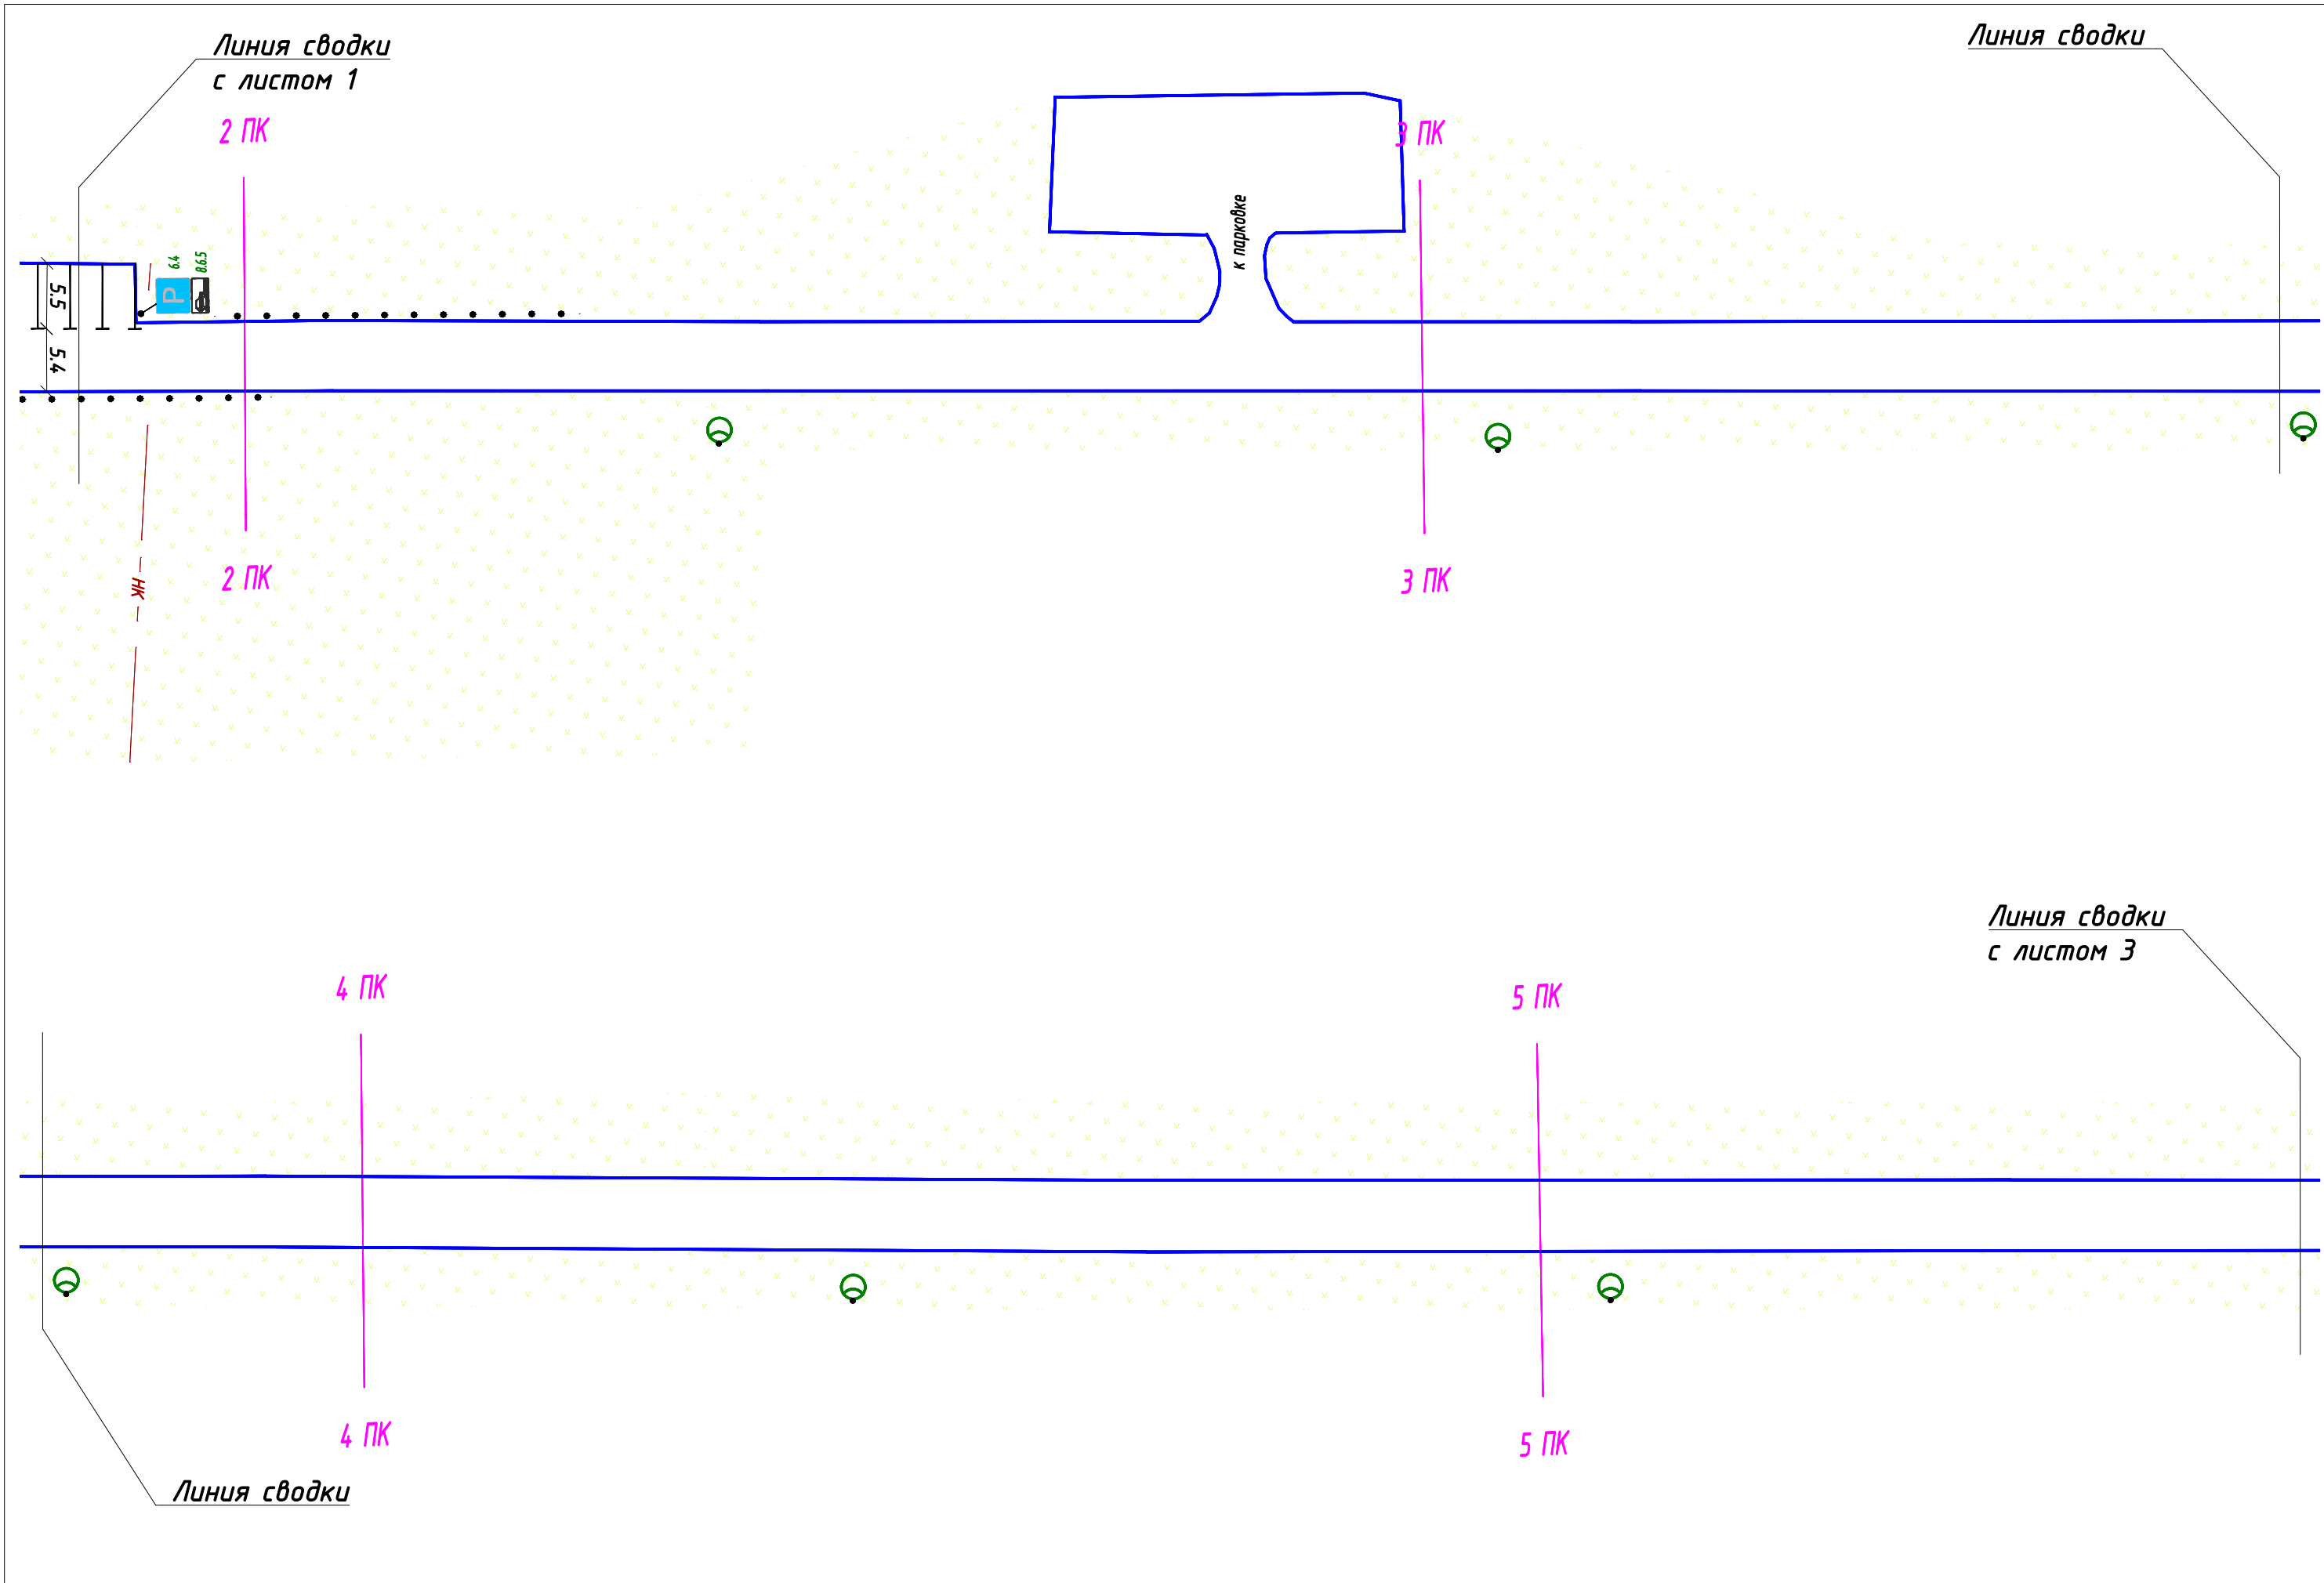 Линия сводки
с листом 1
Линия сводки
2 ПК
3 ПК
к парковке
6.4
8.6.5
P
5.5
5.4
НК
2 ПК
3 ПК
Линия сводки
с листом 3
4 ПК
5 ПК
4 ПК
5 ПК
Линия сводки